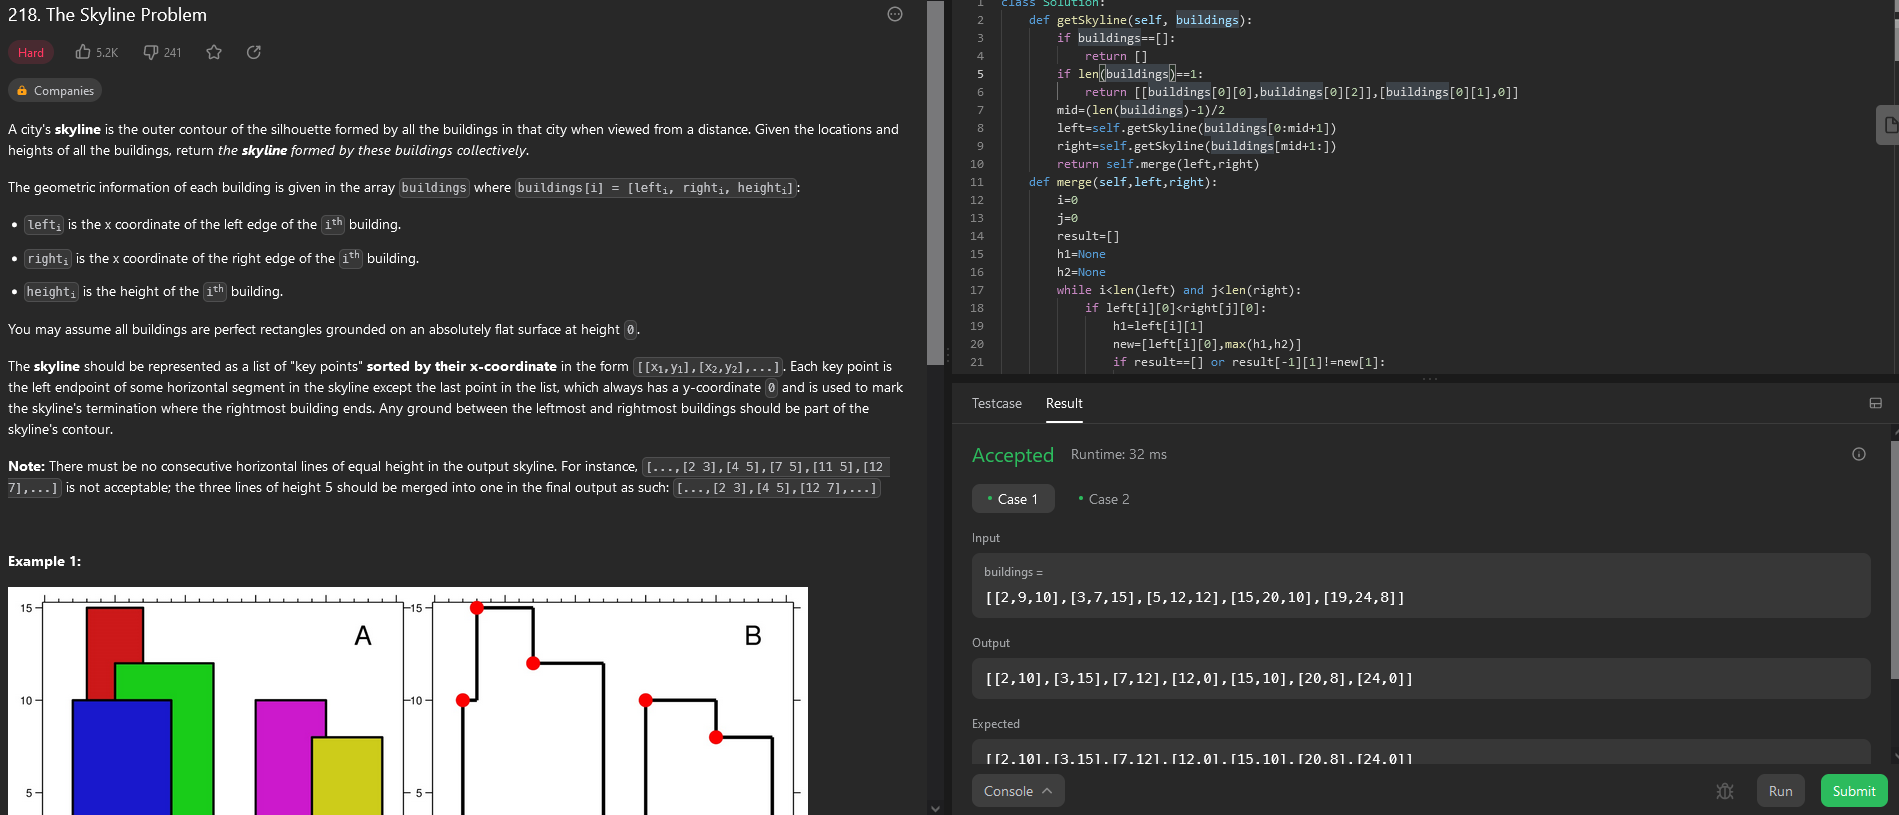 218. The Skyline Problem
Hard
5.2K
241
Companies
A city's skyline is the outer contour of the silhouette formed by all the buildings in that city when viewed from a distance. Given the locations and
heights of all the buildings, return the skyline formed by these buildings collectively.
The geometric information of each building is given in the array buildings where buildings[i] = [lefti, righti, heighti]:
• lefti is the x coordinate of the left edge of the ith building.
• righti is the x coordinate of the right edge of the ith building.
• heighti is the height of the ith building.
You may assume all buildings are perfect rectangles grounded on an absolutely flat surface at height 0.
The skyline should be represented as a list of "key points" sorted by their x-coordinate in the form [[x1,y1],[x2,y2],...]. Each key point is
the left endpoint of some horizontal segment in the skyline except the last point in the list, which always has a y-coordinate 0 and is used to mark
the skyline's termination where the rightmost building ends. Any ground between the leftmost and rightmost buildings should be part of the
skyline's contour.
Note: There must be no consecutive horizontal lines of equal height in the output skyline. For instance, [...,[2 3],[4 5],[7 5],[11 5],[12
7],...] is not acceptable; the three lines of height 5 should be merged into one in the final output as such: [...,[2 3],[4 5],[12 7],...]
Example 1:
15
10
5
A
15
10
5
B
1 class Solution:
2 def getSkyline(self, buildings):
3 if buildings==[]:
4 return []
5 if len(buildings)==1:
6 return [[buildings[0][0],buildings[0][2]],[buildings[0][1],0]]
7 mid=(len(buildings)-1)/2
8 left=self.getSkyline(buildings[0:mid+1])
9 right=self.getSkyline(buildings[mid+1:])
10 return self.merge(left,right)
11 def merge(self,left,right):
12 i=0
13 j=0
14 result=[]
15 h1=None
16 h2=None
17 while i<len(left) and j<len(right):
18 if left[i][0]<right[j][0]:
19 h1=left[i][1]
20 new=[left[i][0],max(h1,h2)]
21 if result==[] or result[-1][1]!=new[1]:
Testcase Result
Accepted Runtime: 32 ms
• Case 1 • Case 2
Input
buildings =
[[2,9,10],[3,7,15],[5,12,12],[15,20,10],[19,24,8]]
Output
[[2,10],[3,15],[7,12],[12,0],[15,10],[20,8],[24,0]]
Expected
[[2,10],[3,15],[7,12],[12,0],[15,10],[20,8],[24,0]]
Console Run Submit